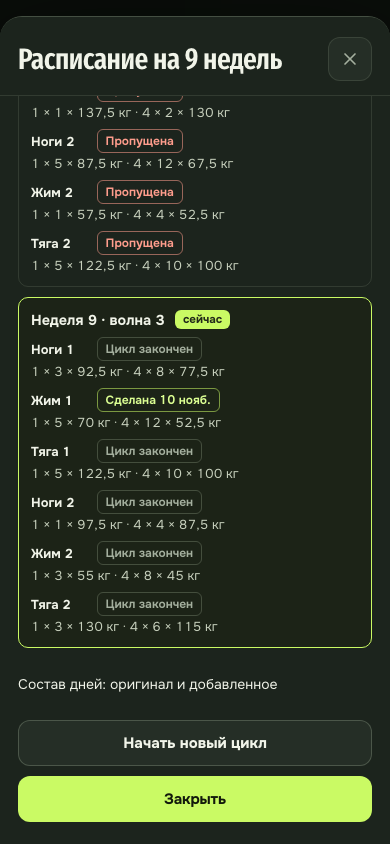 Расписание на 9 недель
1 × 1 × 137,5 кг · 4 × 2 × 130 кг
Ноги 2 Пропущена
1 × 5 × 87,5 кг · 4 × 12 × 67,5 кг
Жим 2 Пропущена
1 × 1 × 57,5 кг · 4 × 4 × 52,5 кг
Тяга 2 Пропущена
1 × 5 × 122,5 кг · 4 × 10 × 100 кг
Неделя 9 · волна 3 сейчас
Ноги 1 Цикл закончен
1 × 3 × 92,5 кг · 4 × 8 × 77,5 кг
Жим 1 Сделана 10 нояб.
1 × 5 × 70 кг · 4 × 12 × 52,5 кг
Тяга 1 Цикл закончен
1 × 5 × 122,5 кг · 4 × 10 × 100 кг
Ноги 2 Цикл закончен
1 × 1 × 97,5 кг · 4 × 4 × 87,5 кг
Жим 2 Цикл закончен
1 × 3 × 55 кг · 4 × 8 × 45 кг
Тяга 2 Цикл закончен
1 × 3 × 130 кг · 4 × 6 × 115 кг
Состав дней: оригинал и добавленное
Начать новый цикл
Закрыть